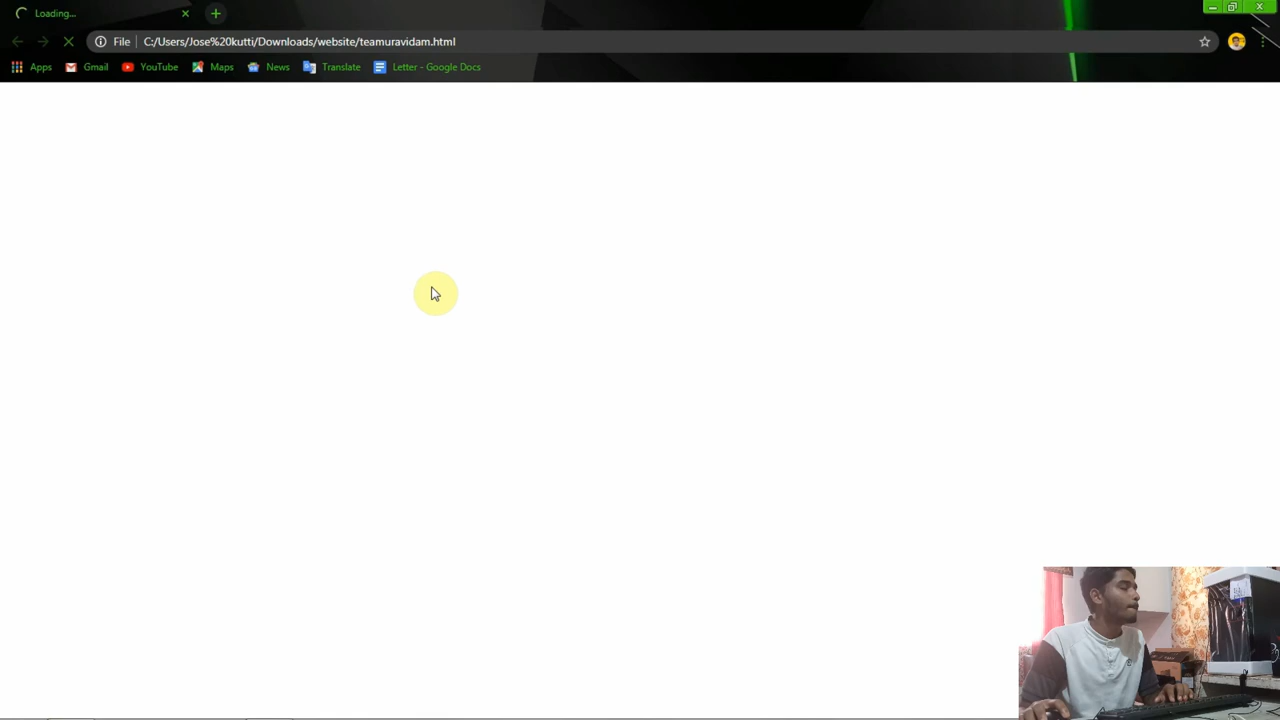 Loading...
File C:/Users/Jose%20kutti/Downloads/website/teamuravidam.html
Apps Gmail YouTube Maps News Translate Letter - Google Docs